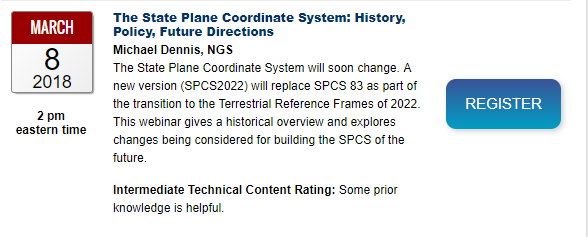 MARCH
8
2018
2 pm
eastern time
The State Plane Coordinate System: History,
Policy, Future Directions
Michael Dennis, NGS
The State Plane Coordinate System will soon change. A
new version (SPCS2022) will replace SPCS 83 as part of
the transition to the Terrestrial Reference Frames of 2022.
This webinar gives a historical overview and explores
changes being considered for building the SPCS of the
future.
Intermediate Technical Content Rating: Some prior
knowledge is helpful.
REGISTER